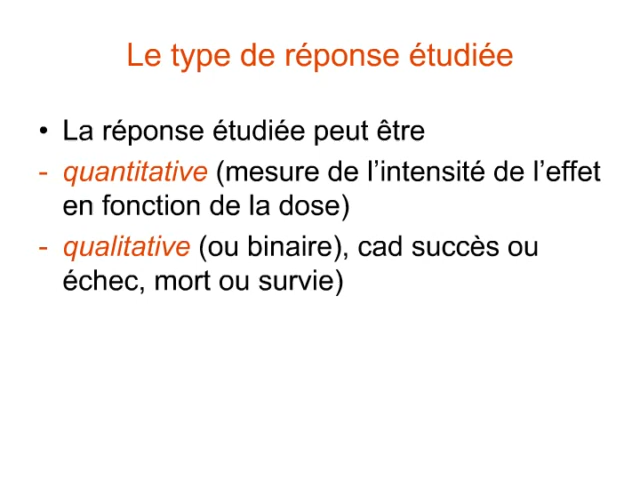 Le type de réponse étudiée
• La réponse étudiée peut être
- quantitative (mesure de l’intensité de l’effet
en fonction de la dose)
- qualitative (ou binaire), cad succès ou
échec, mort ou survie)